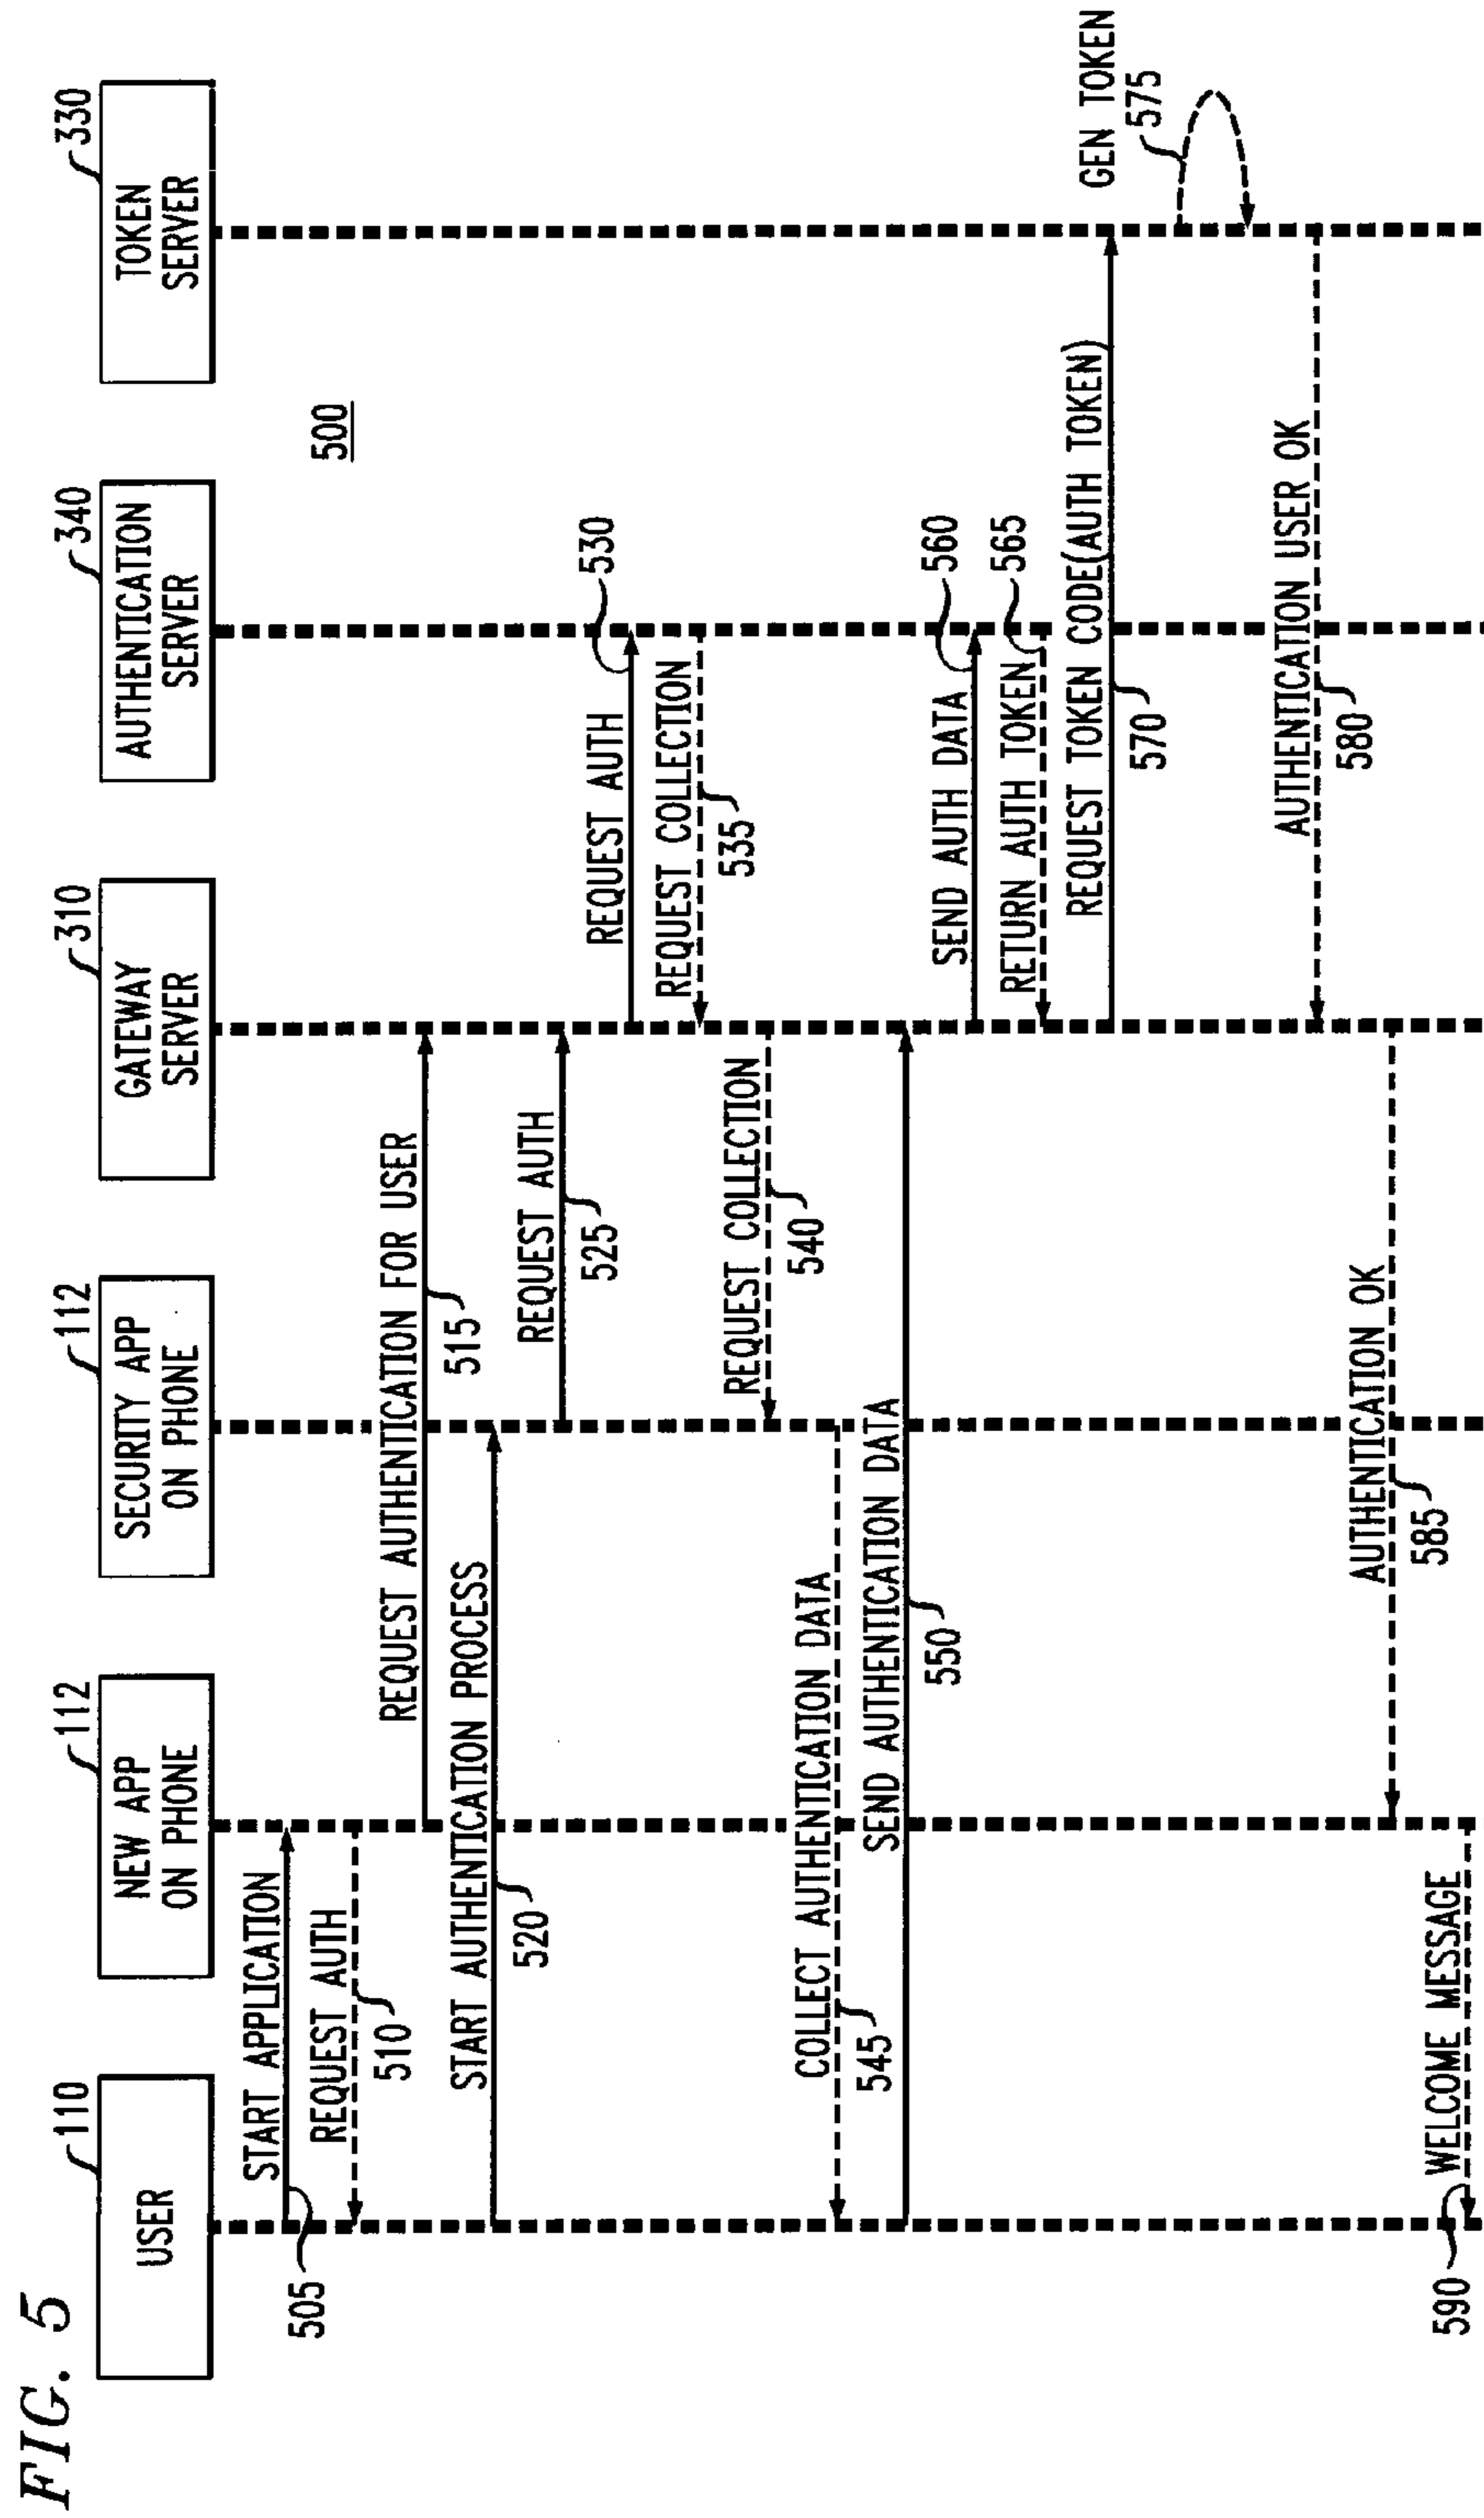 FIG. 5
110
USER
112
NEW APP
ON PHONE
112
SECURITY APP
ON PHONE
310
GATEWAY
SERVER
340
AUTHENTICATION
SERVER
330
TOKEN
SERVER
500
START APPLICATION
505
REQUEST AUTH
510
REQUEST AUTHENTICATION FOR USER
515
START AUTHENTICATION PROCESS
520
REQUEST AUTH
525
REQUEST AUTH
530
REQUEST COLLECTION
535
REQUEST COLLECTION
540
COLLECT AUTHENTICATION DATA
545
SEND AUTHENTICATION DATA
550
SEND AUTH DATA
560
RETURN AUTH TOKEN
565
REQUEST TOKEN CODE(AUTH TOKEN)
570
GEN TOKEN
575
AUTHENTICATION USER OK
580
AUTHENTICATION OK
585
WELCOME MESSAGE
590